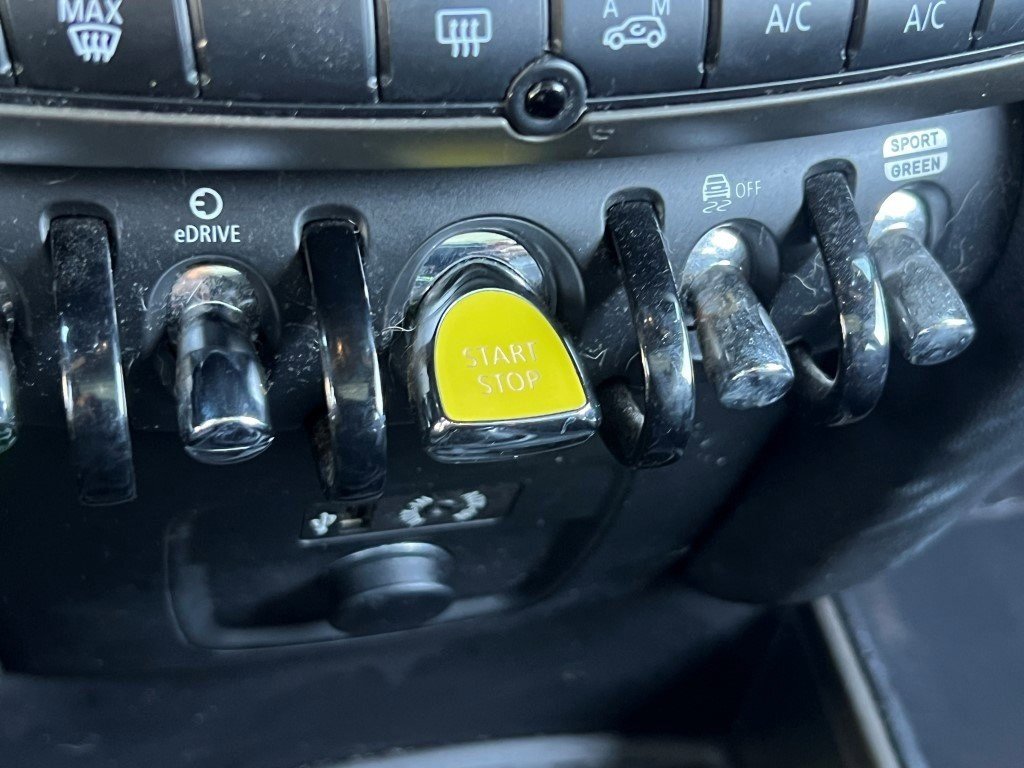 MAX
A M
A/C
A/C
SPORT
GREEN
OFF
eDRIVE
START
STOP